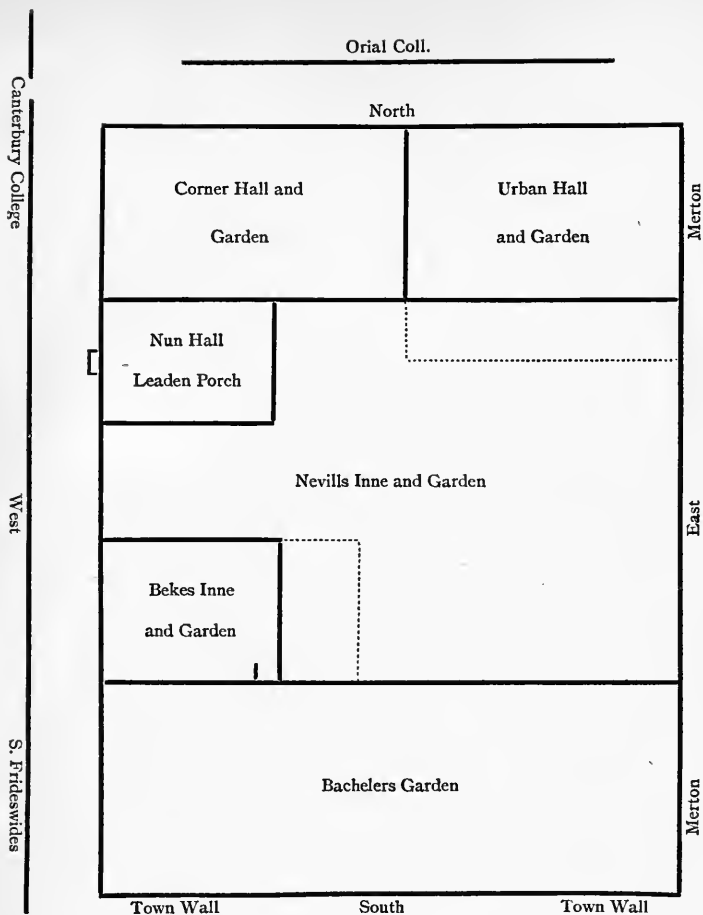 Orial Coll.
North
Canterbury College
Corner Hall and
Garden
Urban Hall
and Garden
Merton
Nun Hall
Leaden Porch
Nevills Inne and Garden
West
East
Bekes Inne
and Garden
S. Frideswides
Bachelers Garden
Merton
Town Wall
South
Town Wall